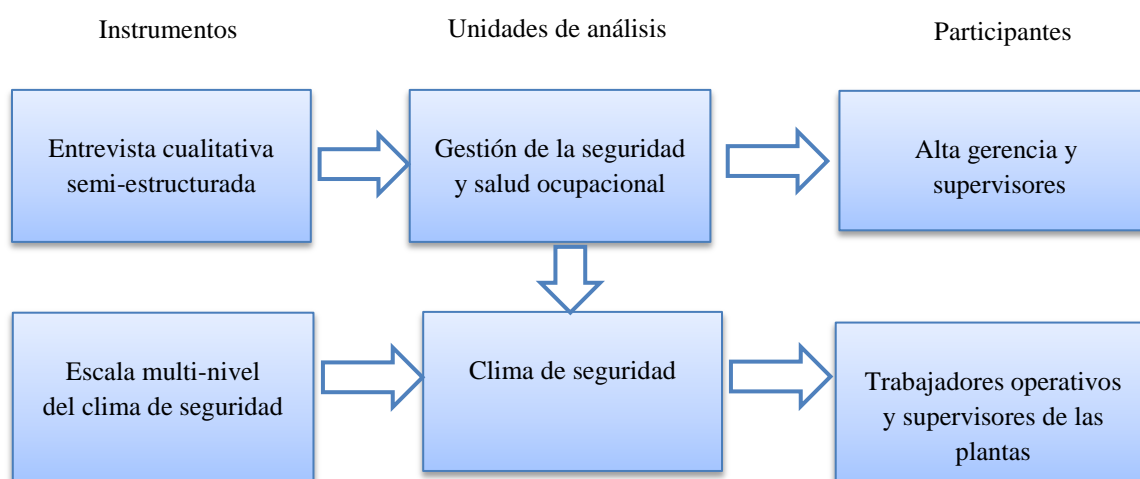 Instrumentos
Unidades de análisis
Participantes
Entrevista cualitativa
semi-estructurada
Gestión de la seguridad
y salud ocupacional
Alta gerencia y
supervisores
Escala multi-nivel
del clima de seguridad
Clima de seguridad
Trabajadores operativos
y supervisores de las
plantas